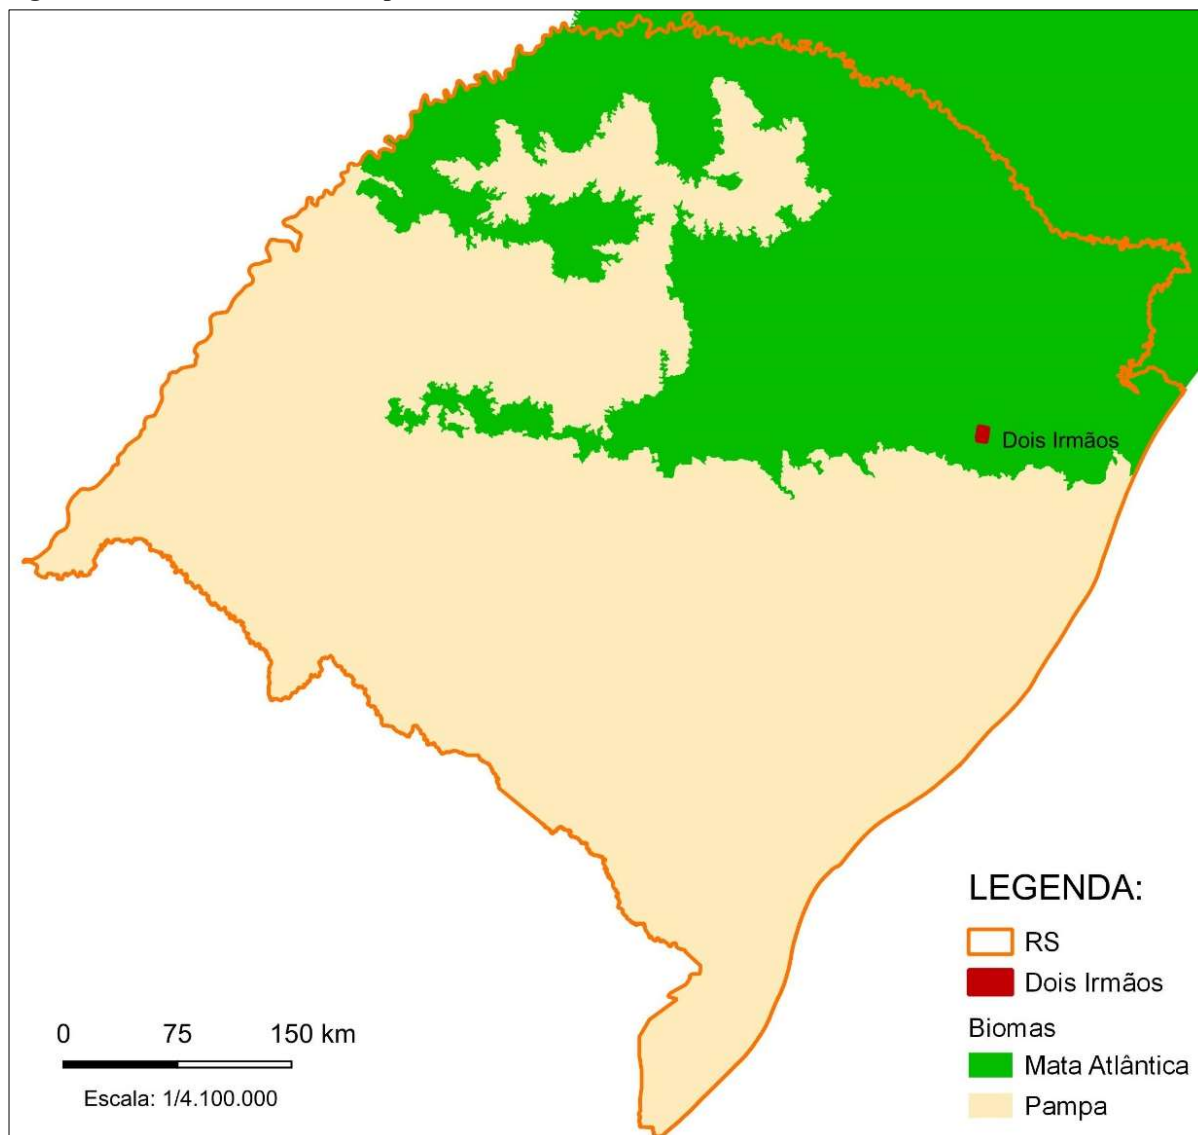 Dois Irmãos
LEGENDA:
RS
Dois Irmãos
Biomas
Mata Atlântica
Pampa
0 75 150 km
Escala: 1/4.100.000